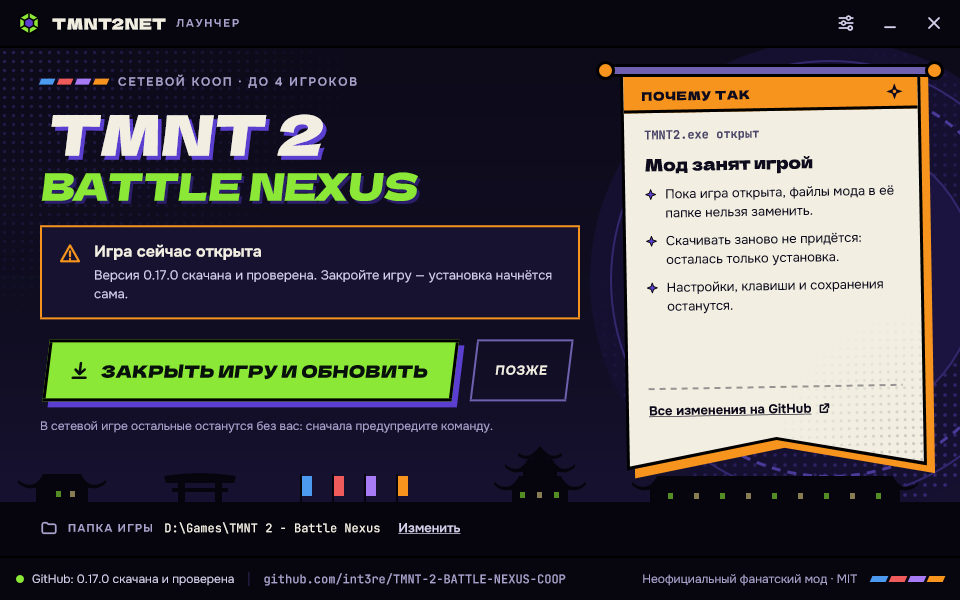 TMNT2NET ЛАУНЧЕР
СЕТЕВОЙ КООП · ДО 4 ИГРОКОВ
TMNT 2
BATTLE NEXUS
Игра сейчас открыта
Версия 0.17.0 скачана и проверена. Закройте игру — установка начнётся
сама.
ЗАКРЫТЬ ИГРУ И ОБНОВИТЬ
ПОЗЖЕ
В сетевой игре остальные останутся без вас: сначала предупредите команду.
ПОЧЕМУ ТАК
TMNT2.exe открыт
Мод занят игрой
Пока игра открыта, файлы мода в её
папке нельзя заменить.
Скачивать заново не придётся:
осталась только установка.
Настройки, клавиши и сохранения
останутся.
Все изменения на GitHub
ПАПКА ИГРЫ D:\Games\TMNT 2 - Battle Nexus Изменить
GitHub: 0.17.0 скачана и проверена
github.com/int3re/TMNT-2-BATTLE-NEXUS-COOP
Неофициальный фанатский мод · MIT